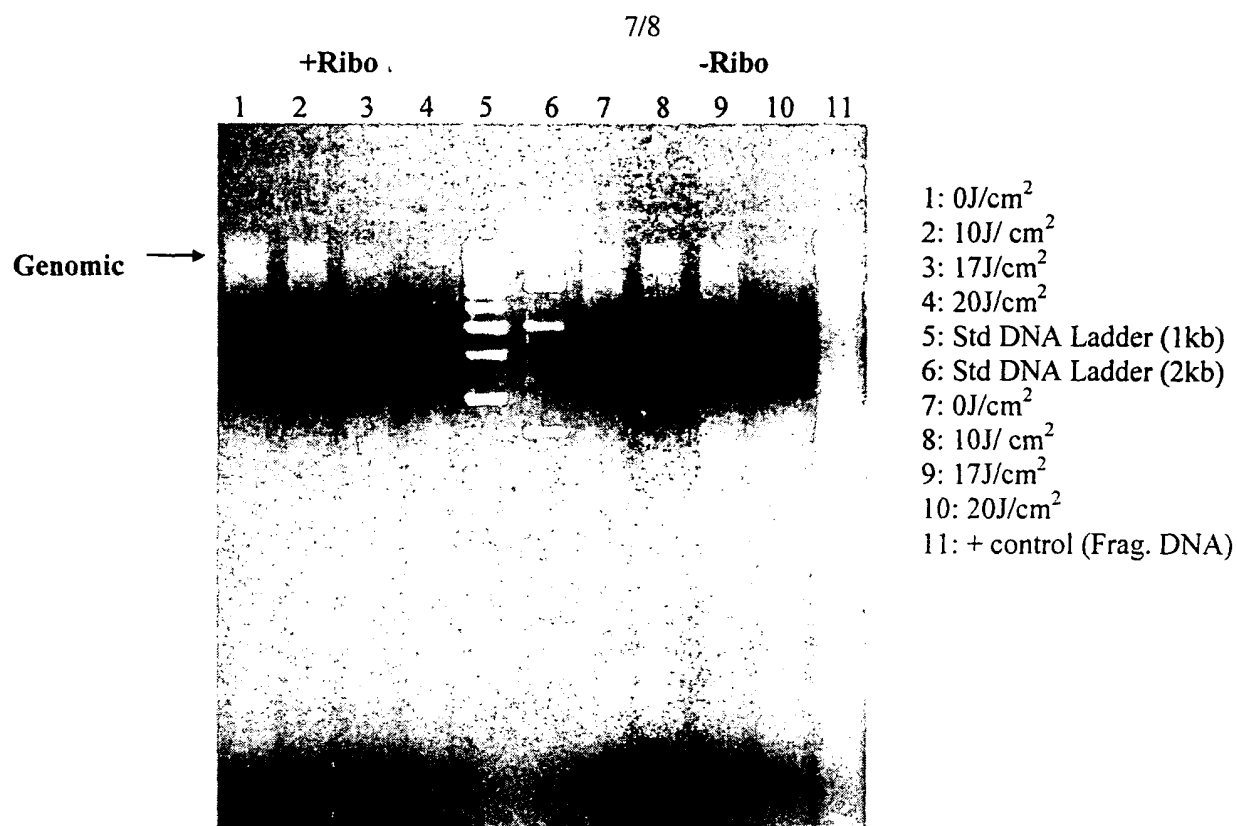 7/8
+Ribo -Ribo
1 2 3 4 5 6 7 8 9 10 11
Genomic
1: 0J/cm²
2: 10J/ cm²
3: 17J/cm²
4: 20J/cm²
5: Std DNA Ladder (1kb)
6: Std DNA Ladder (2kb)
7: 0J/cm²
8: 10J/ cm²
9: 17J/cm²
10: 20J/cm²
11: + control (Frag. DNA)